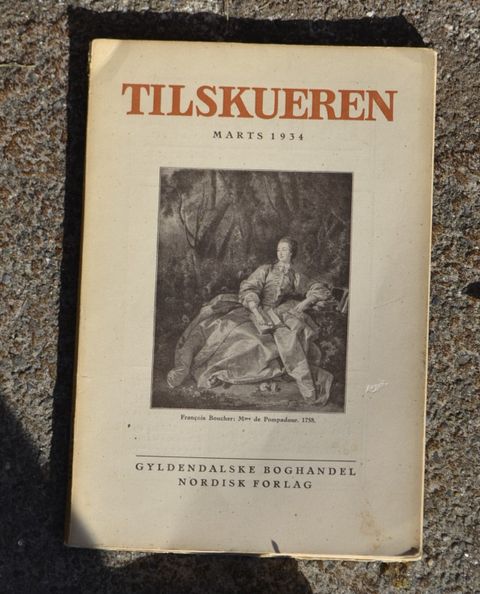 TILSKUEREN
MARTS 1934
François Boucher: Mme de Pompadour. 1758.
GYLDENDALSKE BOGHANDEL
NORDISK FORLAG